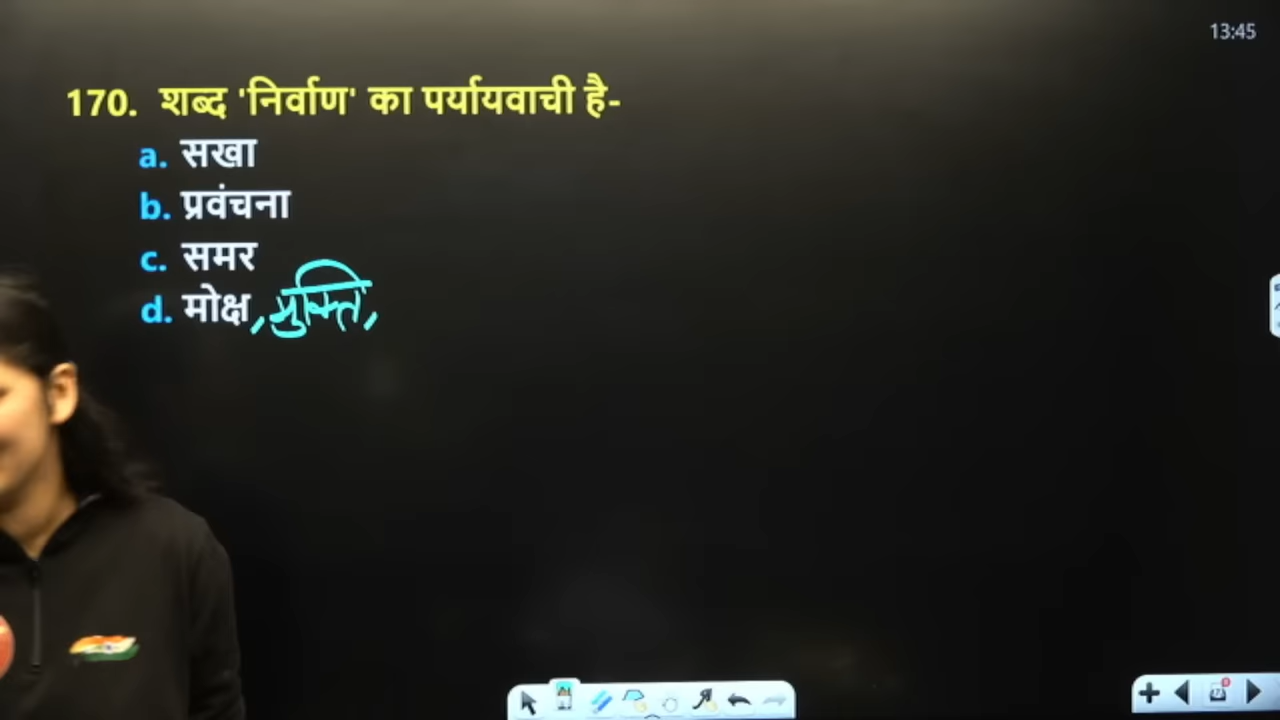 13:45
170. शब्द 'निर्वाण' का पर्यायवाची है-
a. सखा
b. प्रवंचना
c. समर
d. मोक्ष, मुक्ति,